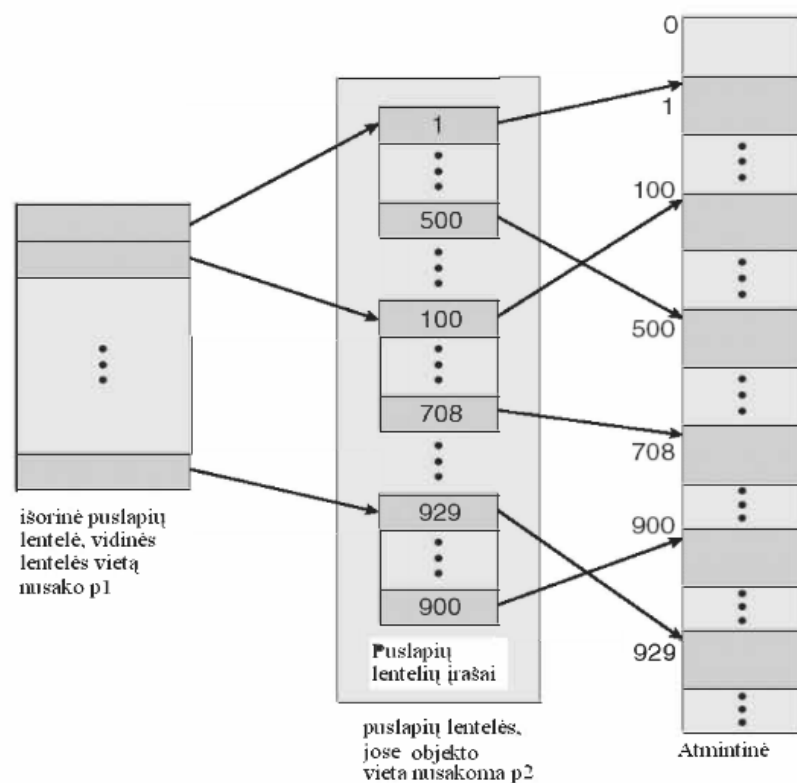 1
500
100
708
929
900
Puslapių
lentelių įrašai
išorinė puslapių
lentelė, vidinės
lentelės vietą
nusako p1
puslapių lentelės,
jose objekto
vieta nusakoma p2
0
1
100
500
708
900
929
Atmintinė